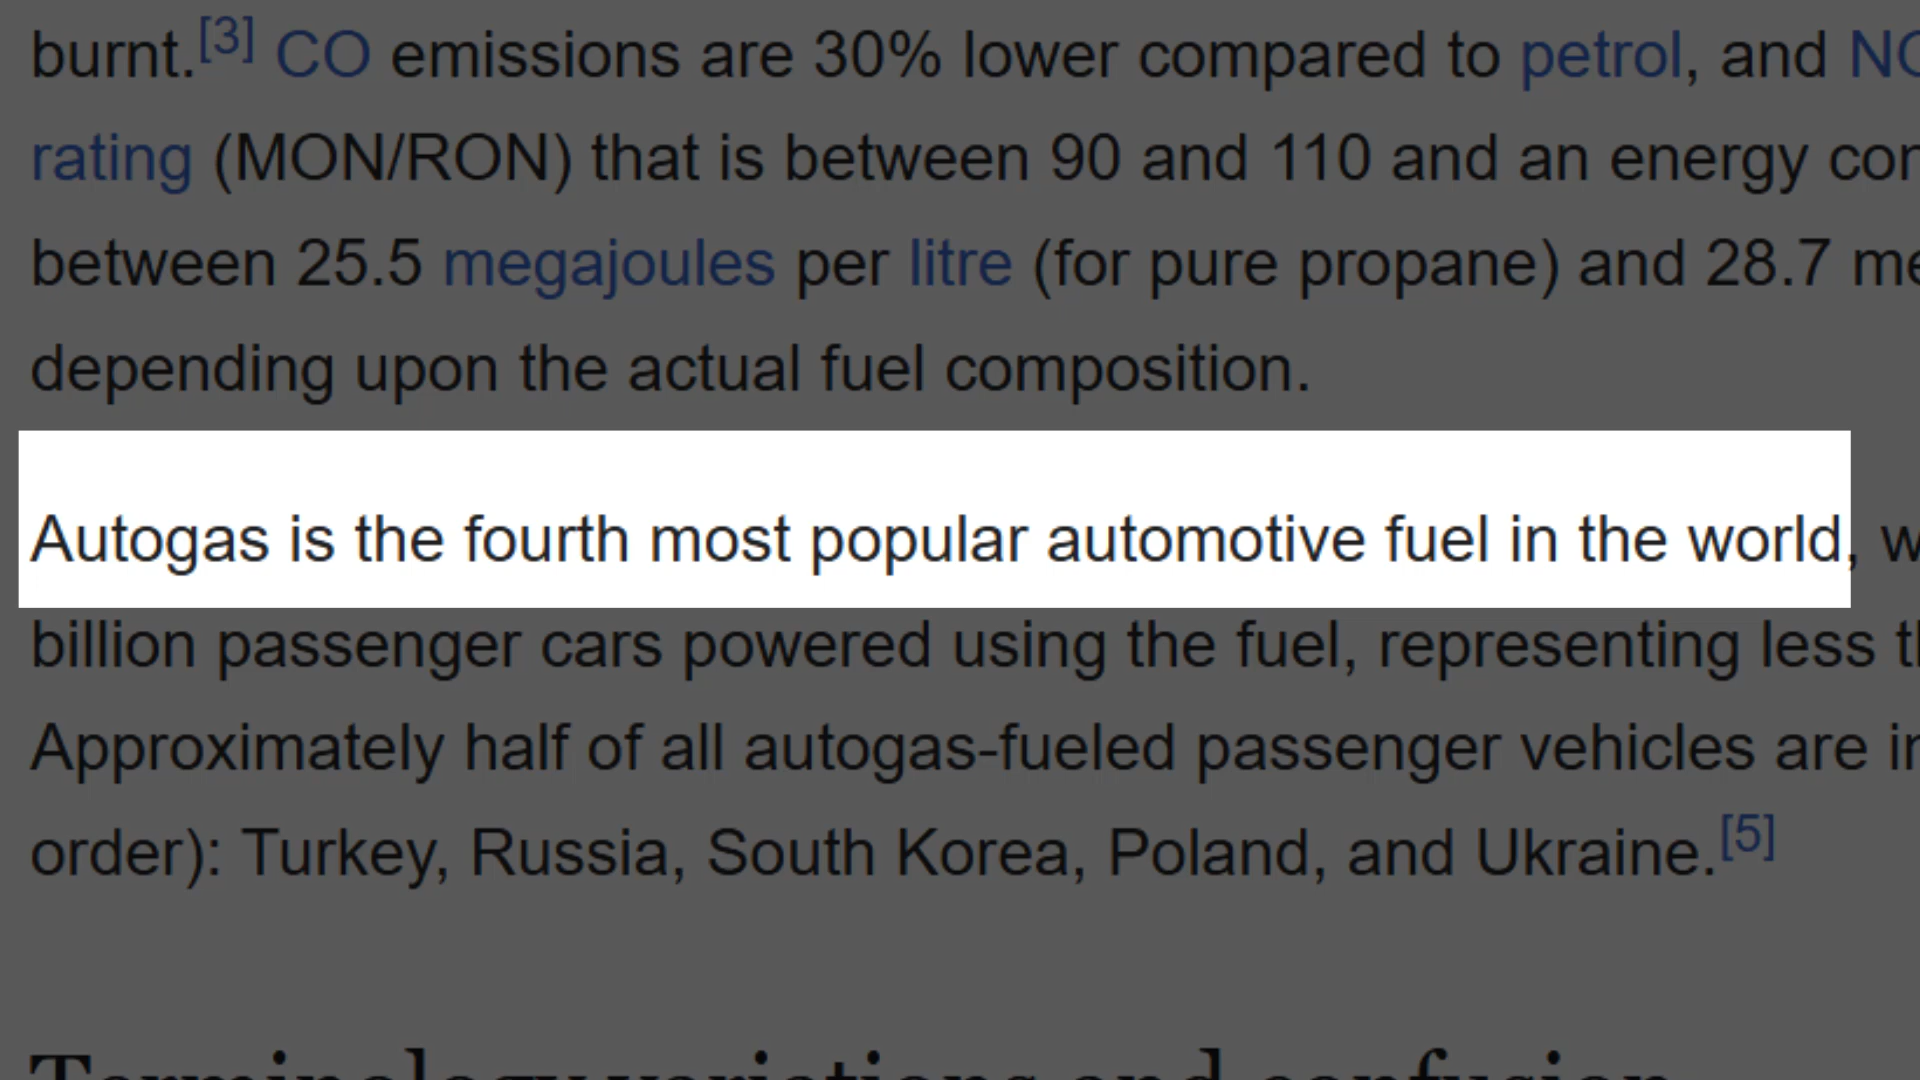 burnt.[3] CO emissions are 30% lower compared to petrol, and
rating (MON/RON) that is between 90 and 110 and an energy
between 25.5 megajoules per litre (for pure propane) and 28.7
depending upon the actual fuel composition.
Autogas is the fourth most popular automotive fuel in the world,
billion passenger cars powered using the fuel, representing less
Approximately half of all autogas-fueled passenger vehicles are
order): Turkey, Russia, South Korea, Poland, and Ukraine.[5]
Terminology variations and confusion